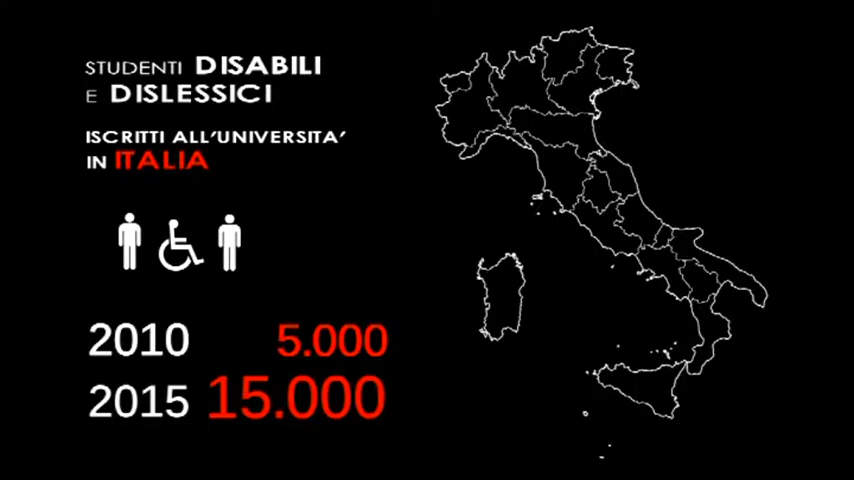 STUDENTI DISABILI
E DISLESSICI
ISCRITTI ALL'UNIVERSITA'
IN ITALIA
2010 5.000
2015 15.000